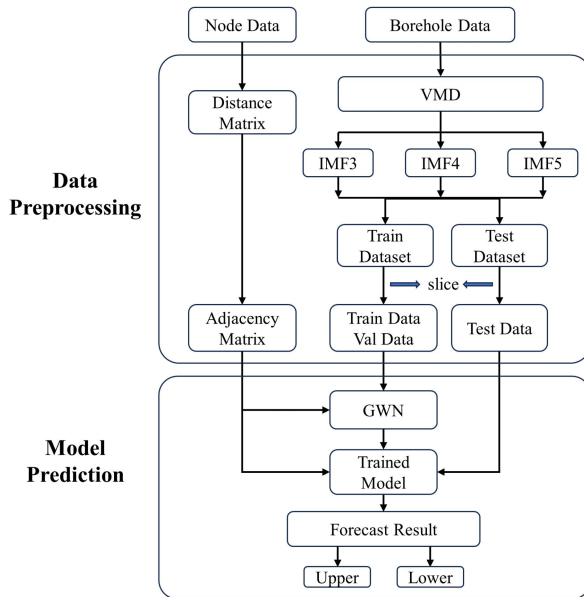 Node Data
Borehole Data
Distance
Matrix
VMD
IMF3
IMF4
IMF5
Data
Preprocessing
Train
Dataset
Test
Dataset
slice
Adjacency
Matrix
Train Data
Val Data
Test Data
GWN
Model
Prediction
Trained
Model
Forecast Result
Upper
Lower